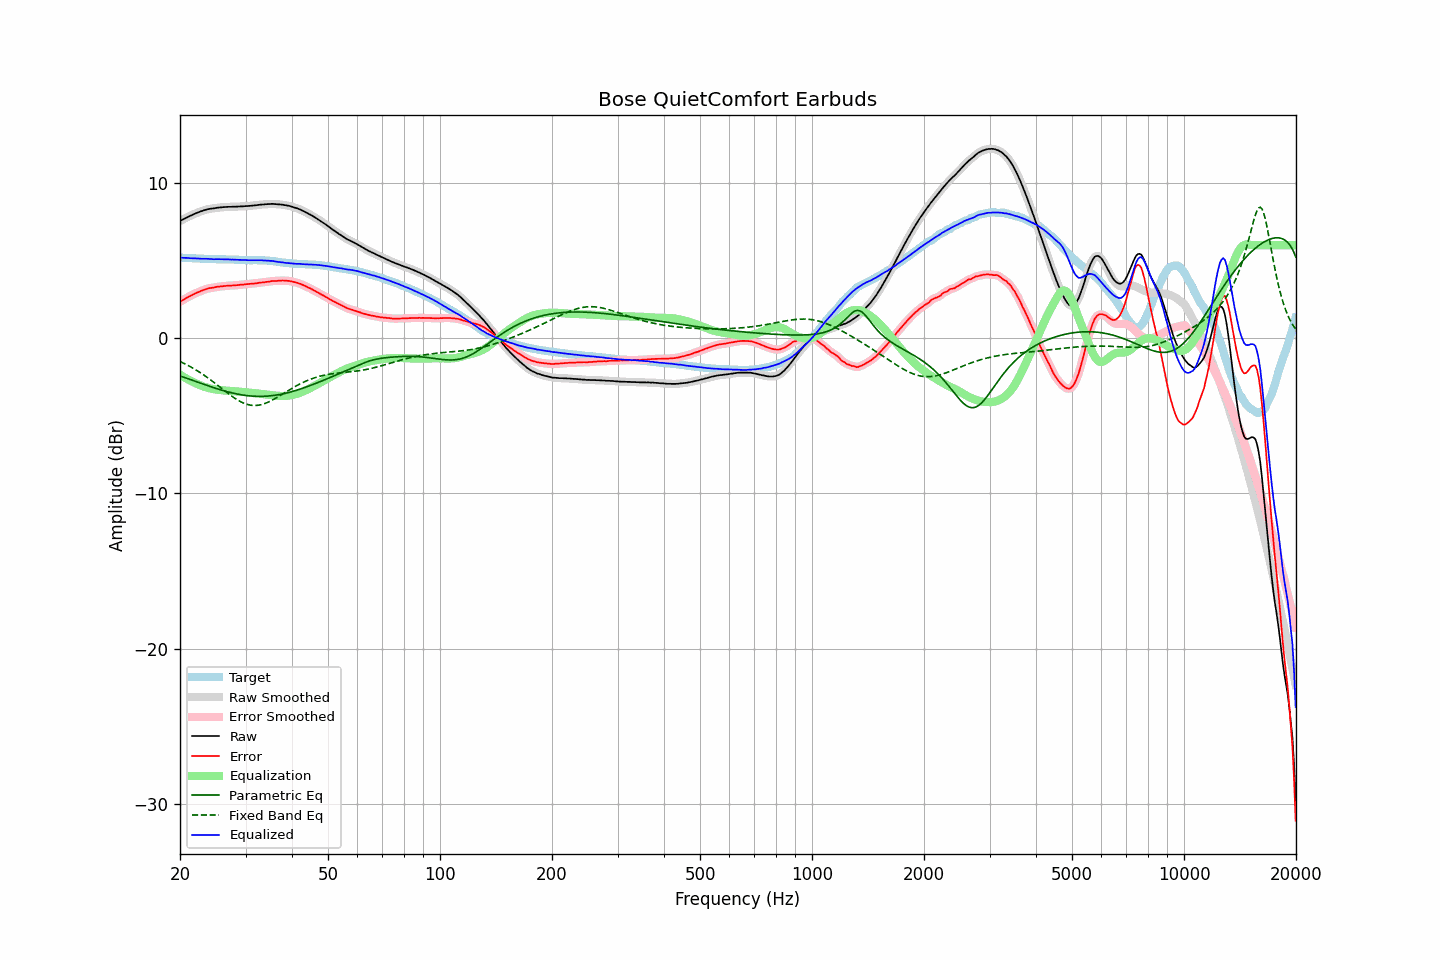 Bose QuietComfort Earbuds
Amplitude (dBr)
10
0
−10
−20
−30
Target
Raw Smoothed
Error Smoothed
Raw
Error
Equalization
Parametric Eq
Fixed Band Eq
Equalized
20 50 100 200 500 1000 2000 5000 10000 20000
Frequency (Hz)